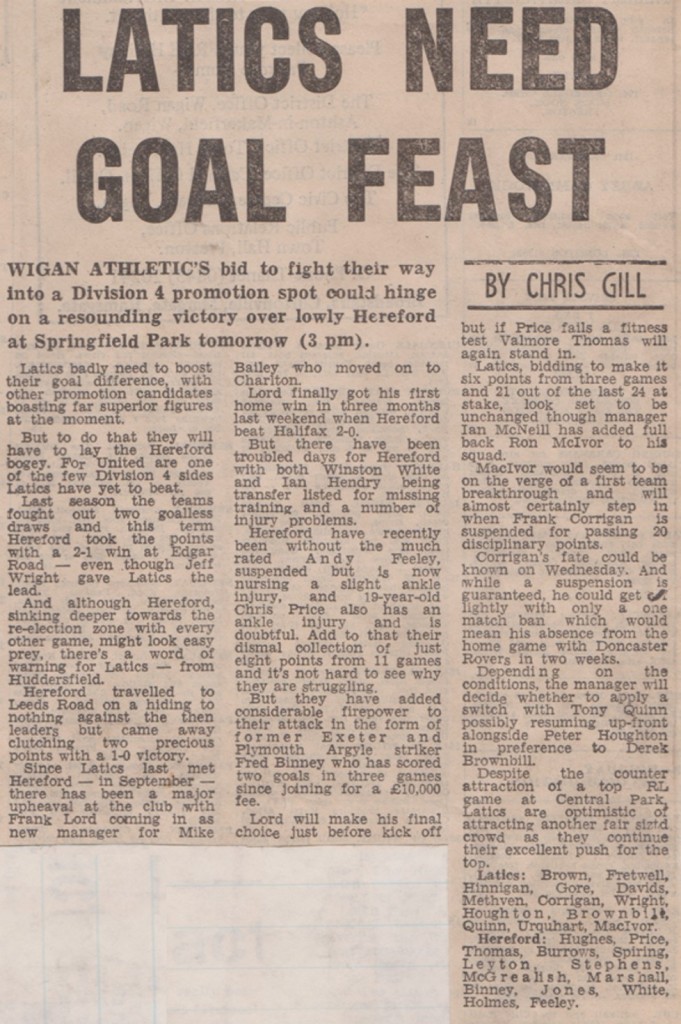 LATICS NEED
GOAL FEAST
WIGAN ATHLETIC'S bid to fight their way
into a Division 4 promotion spot could hinge
on a resounding victory over lowly Hereford
at Springfield Park tomorrow (3 pm).
BY CHRIS GILL
Latics badly need to boost
their goal difference, with
other promotion candidates
boasting far superior figures
at the moment.
But to do that they will
have to lay the Hereford
bogey. For United are one
of the few Division 4 sides
Latics have yet to beat.
Last season the teams
fought out two goalless
draws and this term
Hereford took the points
with a 2-1 win at Edgar
Road — even though Jeff
Wright gave Latics the
lead.
And although Hereford,
sinking deeper towards the
re-election zone with every
other game, might look easy
prey, there's a word of
warning for Latics — from
Huddersfield.
Hereford travelled to
Leeds Road on a hiding to
nothing against the then
leaders but came away
clutching two precious
points with a 1-0 victory.
Since Latics last met
Hereford — in September —
there has been a major
upheaval at the club with
Frank Lord coming in as
new manager for Mike
Bailey who moved on to
Charlton.
Lord finally got his first
home win in three months
last weekend when Hereford
beat Halifax 2-0.
But there have been
troubled days for Hereford
with both Winston White
and Ian Hendry being
transfer listed for missing
training and a number of
injury problems.
Hereford have recently
been without the much
rated Andy Feeley,
suspended but is now
nursing a slight ankle
injury, and 19-year-old
Chris Price also has an
ankle injury and is
doubtful. Add to that their
dismal collection of just
eight points from 11 games
and it's not hard to see why
they are struggling.
But they have added
considerable firepower to
their attack in the form of
former Exeter and
Plymouth Argyle striker
Fred Binney who has scored
two goals in three games
since joining for a £10,000
fee.
Lord will make his final
choice just before kick off
but if Price fails a fitness
test Valmore Thomas will
again stand in.
Latics, bidding to make it
six points from three games
and 21 out of the last 24 at
stake, look set to be
unchanged though manager
Ian McNeill has added full
back Ron McIvor to his
squad.
MacIvor would seem to be
on the verge of a first team
breakthrough and will
almost certainly step in
when Frank Corrigan is
suspended for passing 20
disciplinary points.
Corrigan's fate could be
known on Wednesday. And
while a suspension is
guaranteed, he could get
lightly with only a one
match ban which would
mean his absence from the
home game with Doncaster
Rovers in two weeks.
Depending on the
conditions, the manager will
decide whether to apply a
switch with Tony Quinn
possibly resuming up-front
alongside Peter Houghton
in preference to Derek
Brownbill.
Despite the counter
attraction of a top RL
game at Central Park,
Latics are optimistic of
attracting another fair sized
crowd as they continue
their excellent push for the
top.
Latics: Brown, Fretwell,
Hinnigan, Gore, Davids,
Methven, Corrigan, Wright,
Houghton, Brownbill,
Quinn, Urquhart, MacIvor.
Hereford: Hughes, Price,
Thomas, Burrows, Spiring,
Leyton, Stephens,
McGrealish, Marshall,
Binney, Jones, White,
Holmes, Feeley.